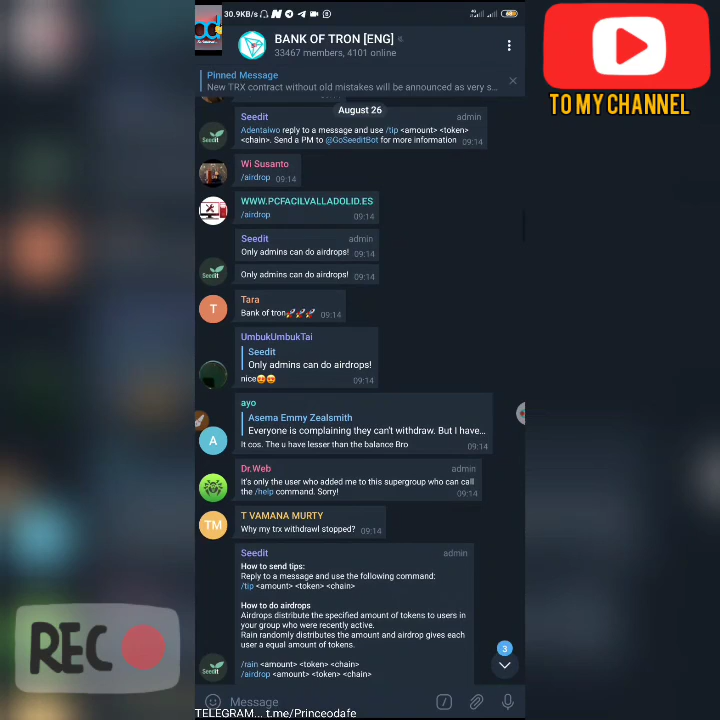 30.9KB/s
BANK OF TRON [ENG]
33467 members, 4101 online
Pinned Message
New TRX contract without old mistakes will be announced as very s...
August 26
Seedit admin
Adentaiwo reply to a message and use /tip <amount> <token>
<chain>. Send a PM to @GoSeeditBot for more information 09:14
Seedit
Wi Susanto
/airdrop 09:14
WWW.PCFACILVALLADOLID.ES
/airdrop
09:14
Seedit admin
Only admins can do airdrops! 09:14
Only admins can do airdrops! 09:14
Seedit
Tara
T
Bank of tron🚀🚀🚀 09:14
UmbukUmbukTai
Seedit
Only admins can do airdrops!
nice😍😍 09:14
ayo
Asema Emmy Zealsmith
Everyone is complaining they can't withdraw. But I have...
A
It cos. The u have lesser than the balance Bro 09:14
Dr.Web admin
It's only the user who added me to this supergroup who can call
the /help command. Sorry! 09:14
T VAMANA MURTY
TM
Why my trx withdrawl stopped? 09:14
Seedit admin
How to send tips:
Reply to a message and use the following command:
/tip <amount> <token> <chain>
How to do airdrops
Airdrops distribute the specified amount of tokens to users in
your group who were recently active.
Rain randomly distributes the amount and airdrop gives each
user a equal amount of tokens.
/rain <amount> <token> <chain>
/airdrop <amount> <token> <chain>
Seedit
3
Message
TELEGRAM... t.me/Princeodafe
TO MY CHANNEL
REC